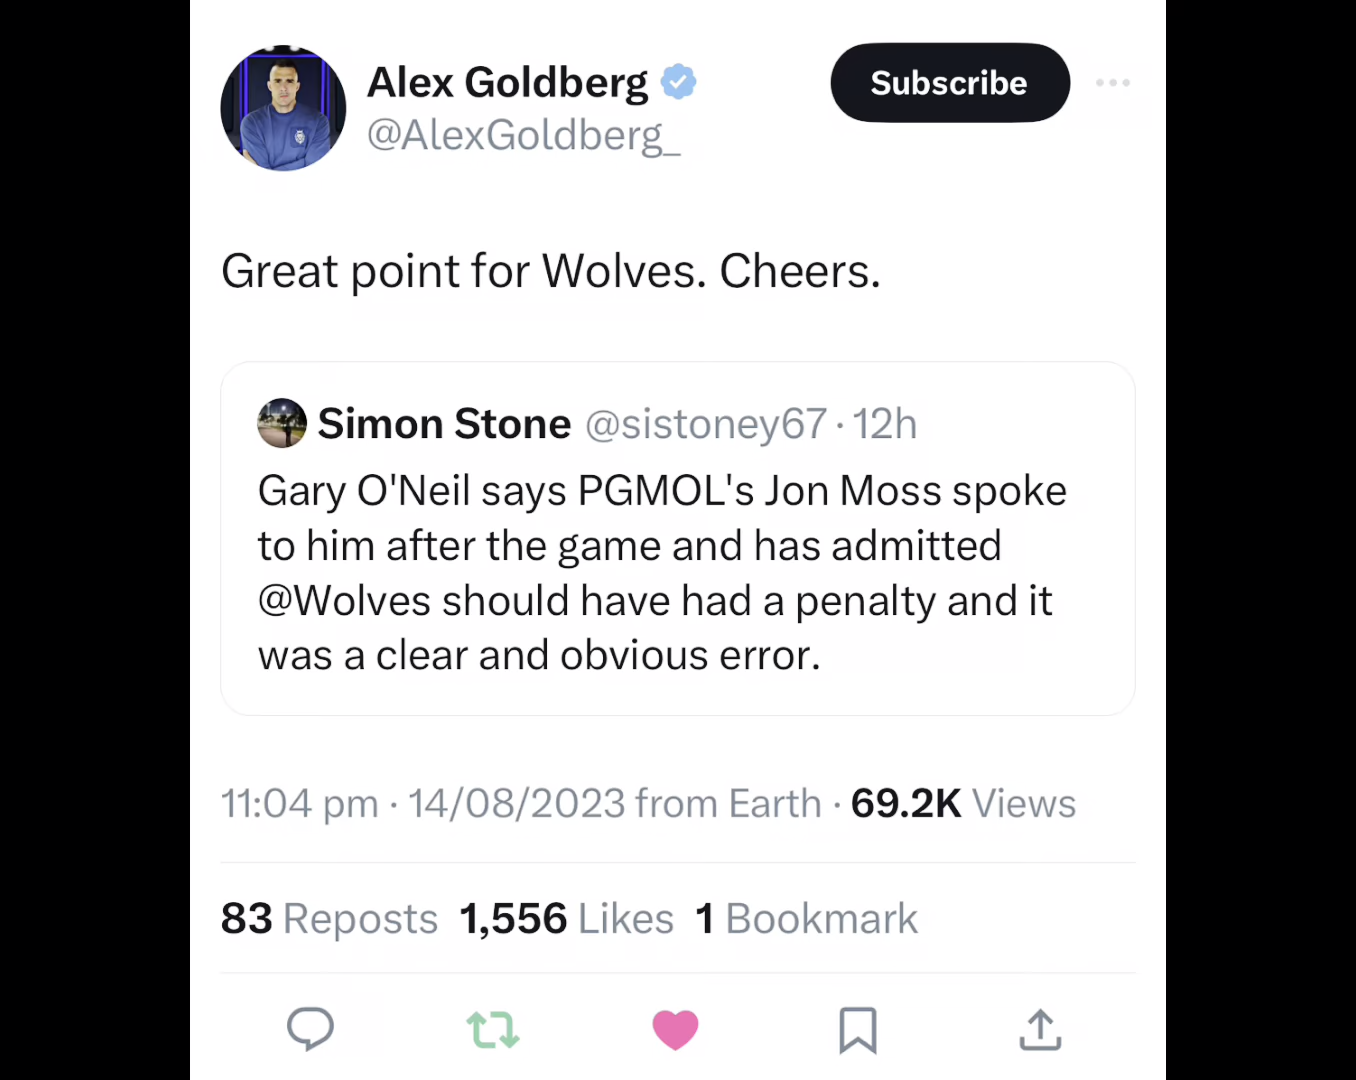 Alex Goldberg
Subscribe
@AlexGoldberg_
Great point for Wolves. Cheers.
Simon Stone @sistoney67 · 12h
Gary O'Neil says PGMOL's Jon Moss spoke
to him after the game and has admitted
@Wolves should have had a penalty and it
was a clear and obvious error.
11:04 pm · 14/08/2023 from Earth · 69.2K Views
83 Reposts 1,556 Likes 1 Bookmark